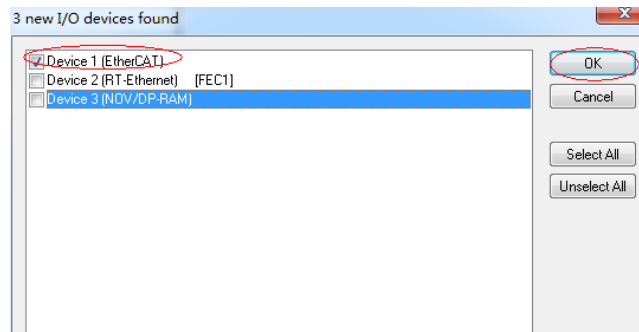 3 new I/O devices found
Device 1 (EtherCAT)
Device 2 (RT-Ethernet) [FEC1]
Device 3 (NOV/DP-RAM)
OK
Cancel
Select All
Unselect All